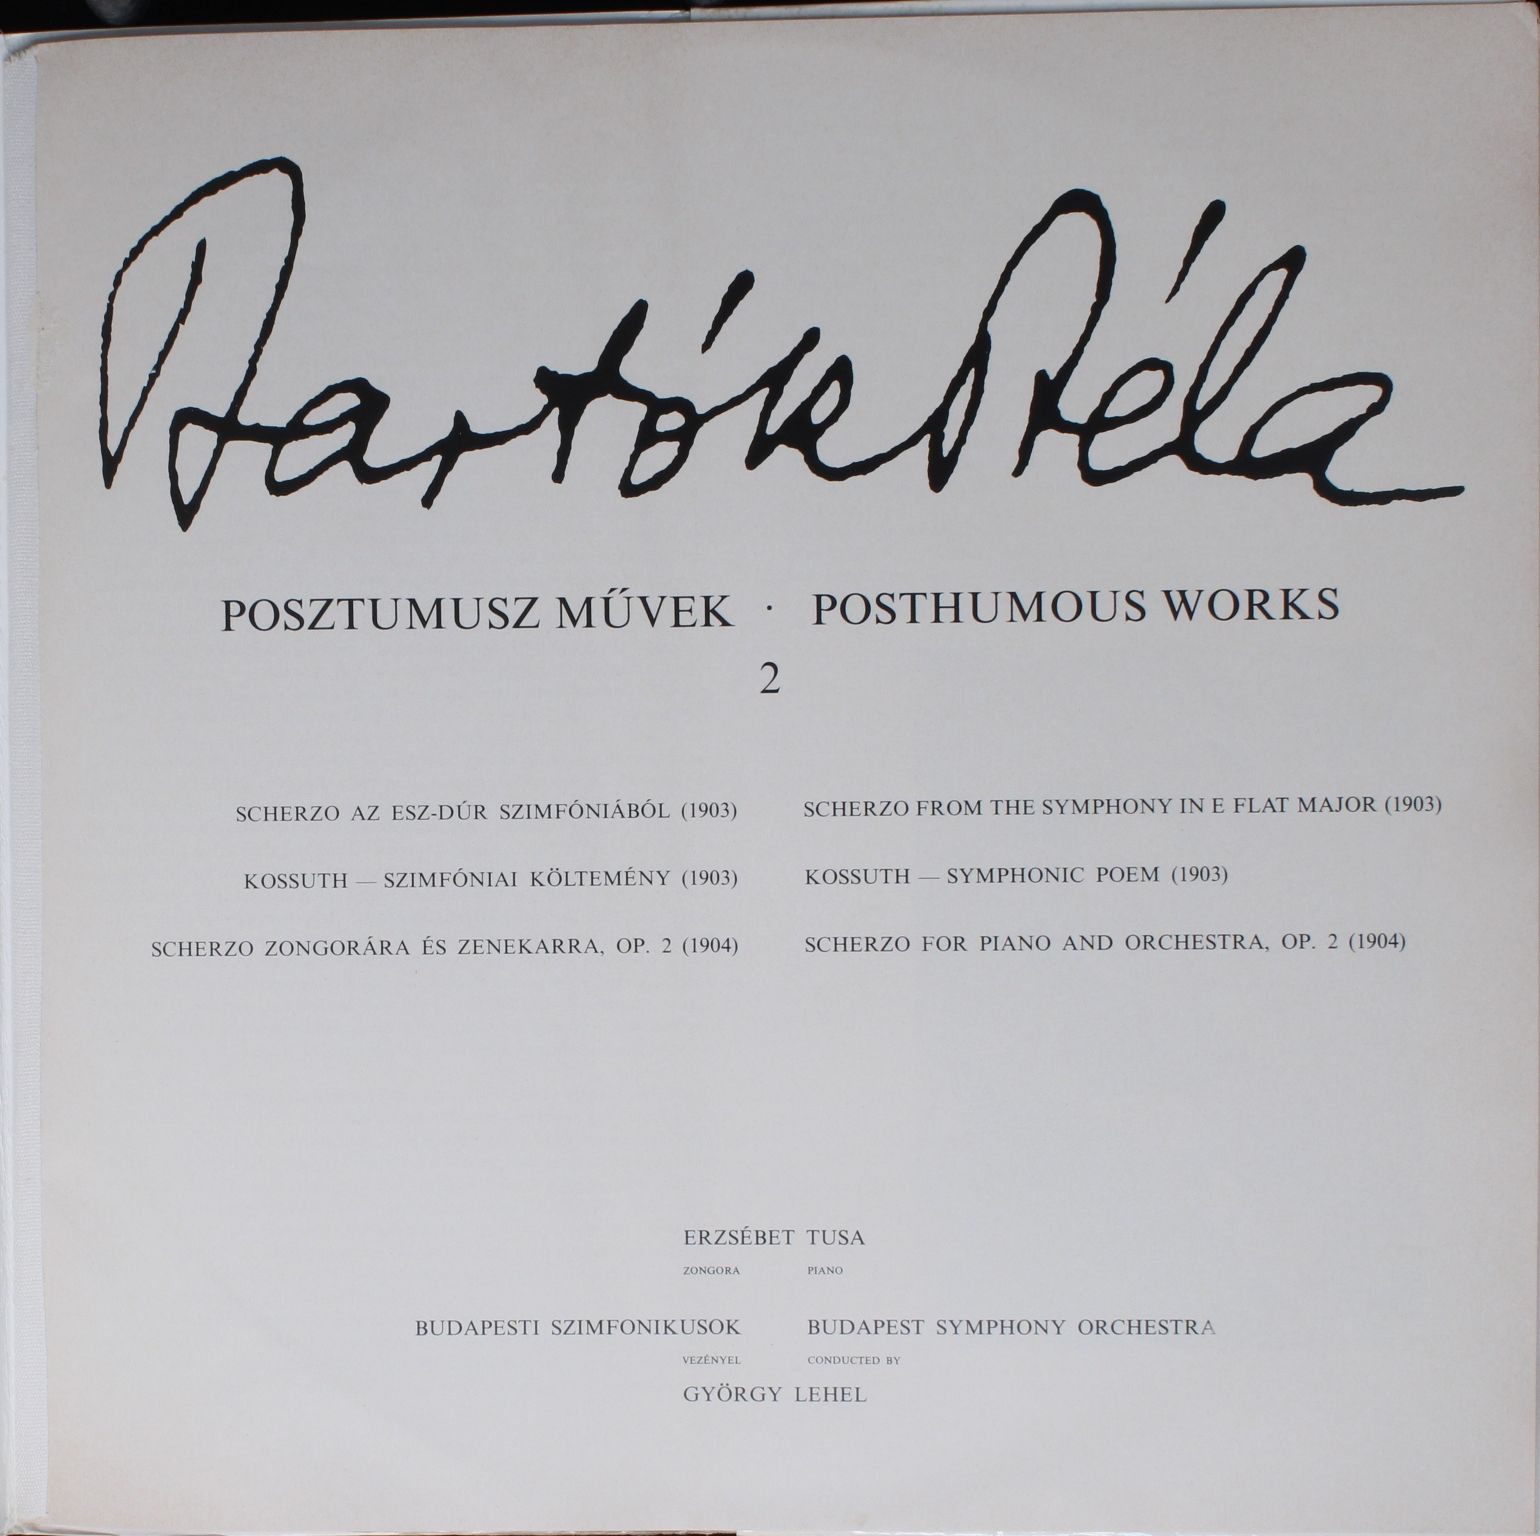 Bartók Béla
POSZTUMUSZ MŰVEK · POSTHUMOUS WORKS
2
SCHERZO AZ ESZ-DÚR SZIMFÓNIÁBÓL (1903) SCHERZO FROM THE SYMPHONY IN E FLAT MAJOR (1903)
KOSSUTH — SZIMFÓNIAI KÖLTEMÉNY (1903) KOSSUTH — SYMPHONIC POEM (1903)
SCHERZO ZONGORÁRA ÉS ZENEKARRA, OP. 2 (1904) SCHERZO FOR PIANO AND ORCHESTRA, OP. 2 (1904)
ERZSÉBET TUSA
ZONGORA PIANO
BUDAPESTI SZIMFONIKUSOK BUDAPEST SYMPHONY ORCHESTRA
VEZÉNYEL CONDUCTED BY
GYÖRGY LEHEL